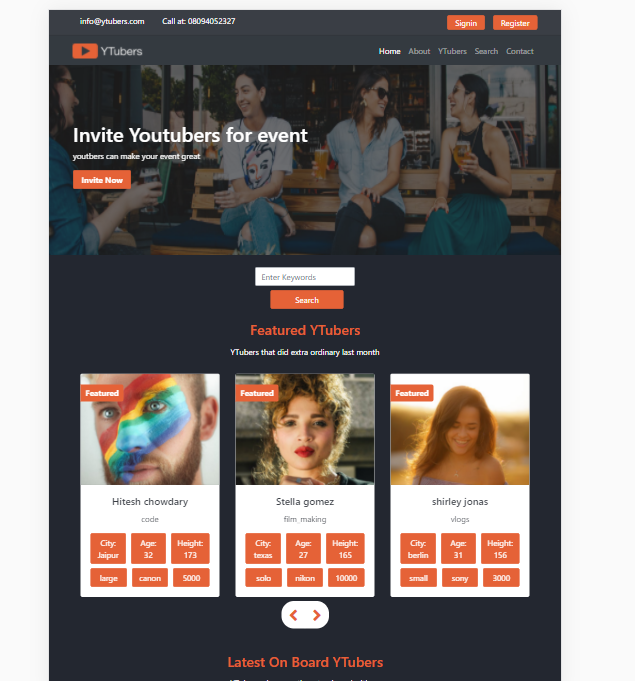 info@ytubers.com Call at: 08094052327 Signin Register
YTubers Home About YTubers Search Contact
Invite Youtubers for event
youtbers can make your event great
Invite Now
Enter Keywords
Search
Featured YTubers
YTubers that did extra ordinary last month
Featured Featured Featured
Hitesh chowdary Stella gomez shirley jonas
code film_making vlogs
City: Age: Height: City: Age: Height: City: Age: Height:
Jaipur 32 173 texas 27 165 berlin 31 156
large canon 5000 solo nikon 10000 small sony 3000
Latest On Board YTubers